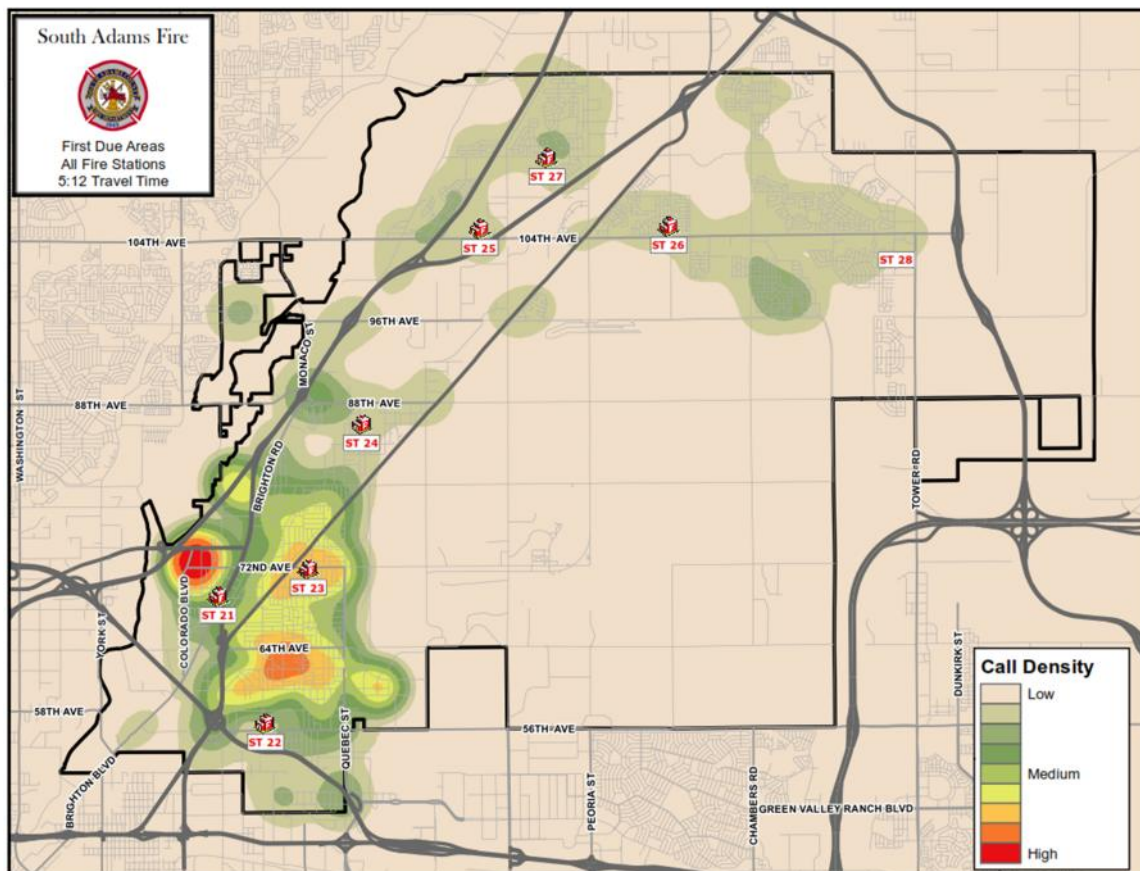 South Adams Fire
First Due Areas
All Fire Stations
5:12 Travel Time
ST 27
104TH AVE
ST 25
104TH AVE
ST 26
ST 28
96TH AVE
MONACO ST
88TH AVE
88TH AVE
ST 24
WASHINGTON ST
BRIGHTON RD
TOWER RD
72ND AVE
ST 23
ST 21
COLORADO BLVD
YORK ST
64TH AVE
DUNKIRK ST
58TH AVE
ST 22
QUEBEC ST
56TH AVE
BRIGHTON BLVD
PEORIA ST
CHAMBERS RD
GREEN VALLEY RANCH BLVD
Call Density
Low
Medium
High